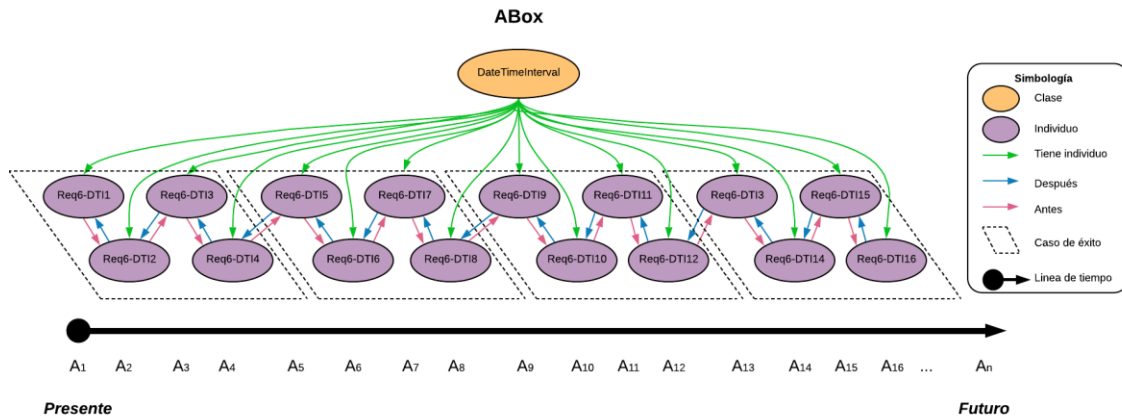 ABox
DateTimeInterval
Req6-DTI1
Req6-DTI3
Req6-DTI5
Req6-DTI7
Req6-DTI9
Req6-DTI11
Req6-DTI3
Req6-DTI15
Req6-DTI2
Req6-DTI4
Req6-DTI6
Req6-DTI8
Req6-DTI10
Req6-DTI12
Req6-DTI14
Req6-DTI16
A1 A2 A3 A4 A5 A6 A7 A8 A9 A10 A11 A12 A13 A14 A15 A16 ... An
Presente
Futuro
Simbología
Clase
Individuo
Tiene individuo
Después
Antes
Caso de éxito
Linea de tiempo